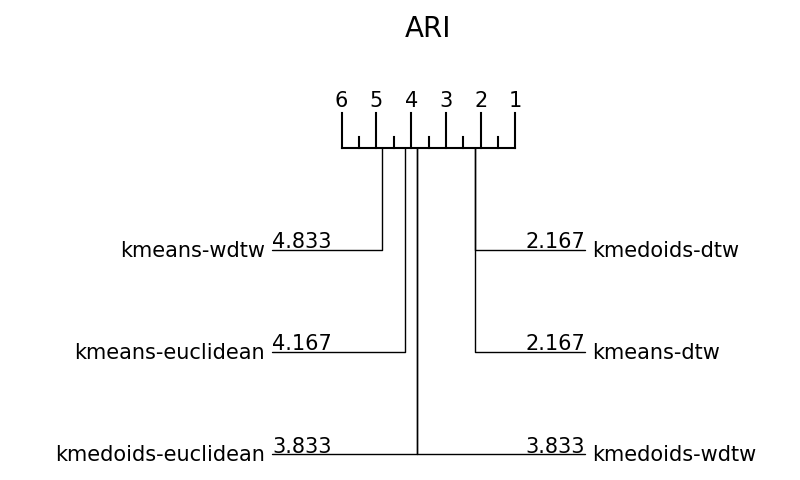 ARI
6 5 4 3 2 1
kmeans-wdtw 4.833 2.167 kmedoids-dtw
kmeans-euclidean 4.167 2.167 kmeans-dtw
kmedoids-euclidean 3.833 3.833 kmedoids-wdtw